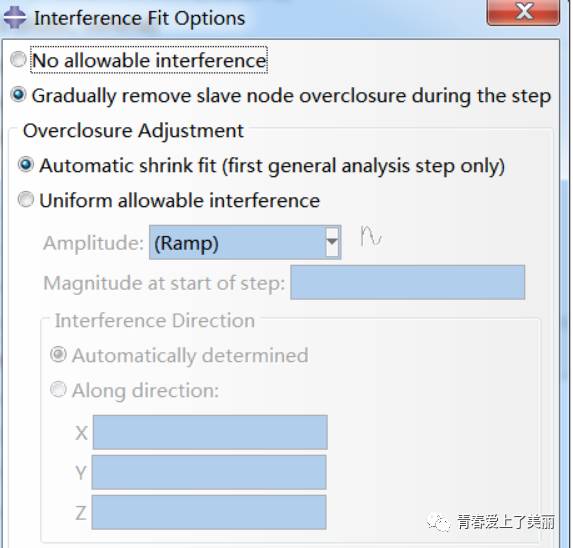 Interference Fit Options
No allowable interference
Gradually remove slave node overclosure during the step
Overclosure Adjustment
Automatic shrink fit (first general analysis step only)
Uniform allowable interference
Amplitude: (Ramp)
Magnitude at start of step:
Interference Direction
Automatically determined
Along direction:
X
Y
Z
青春爱上了美丽